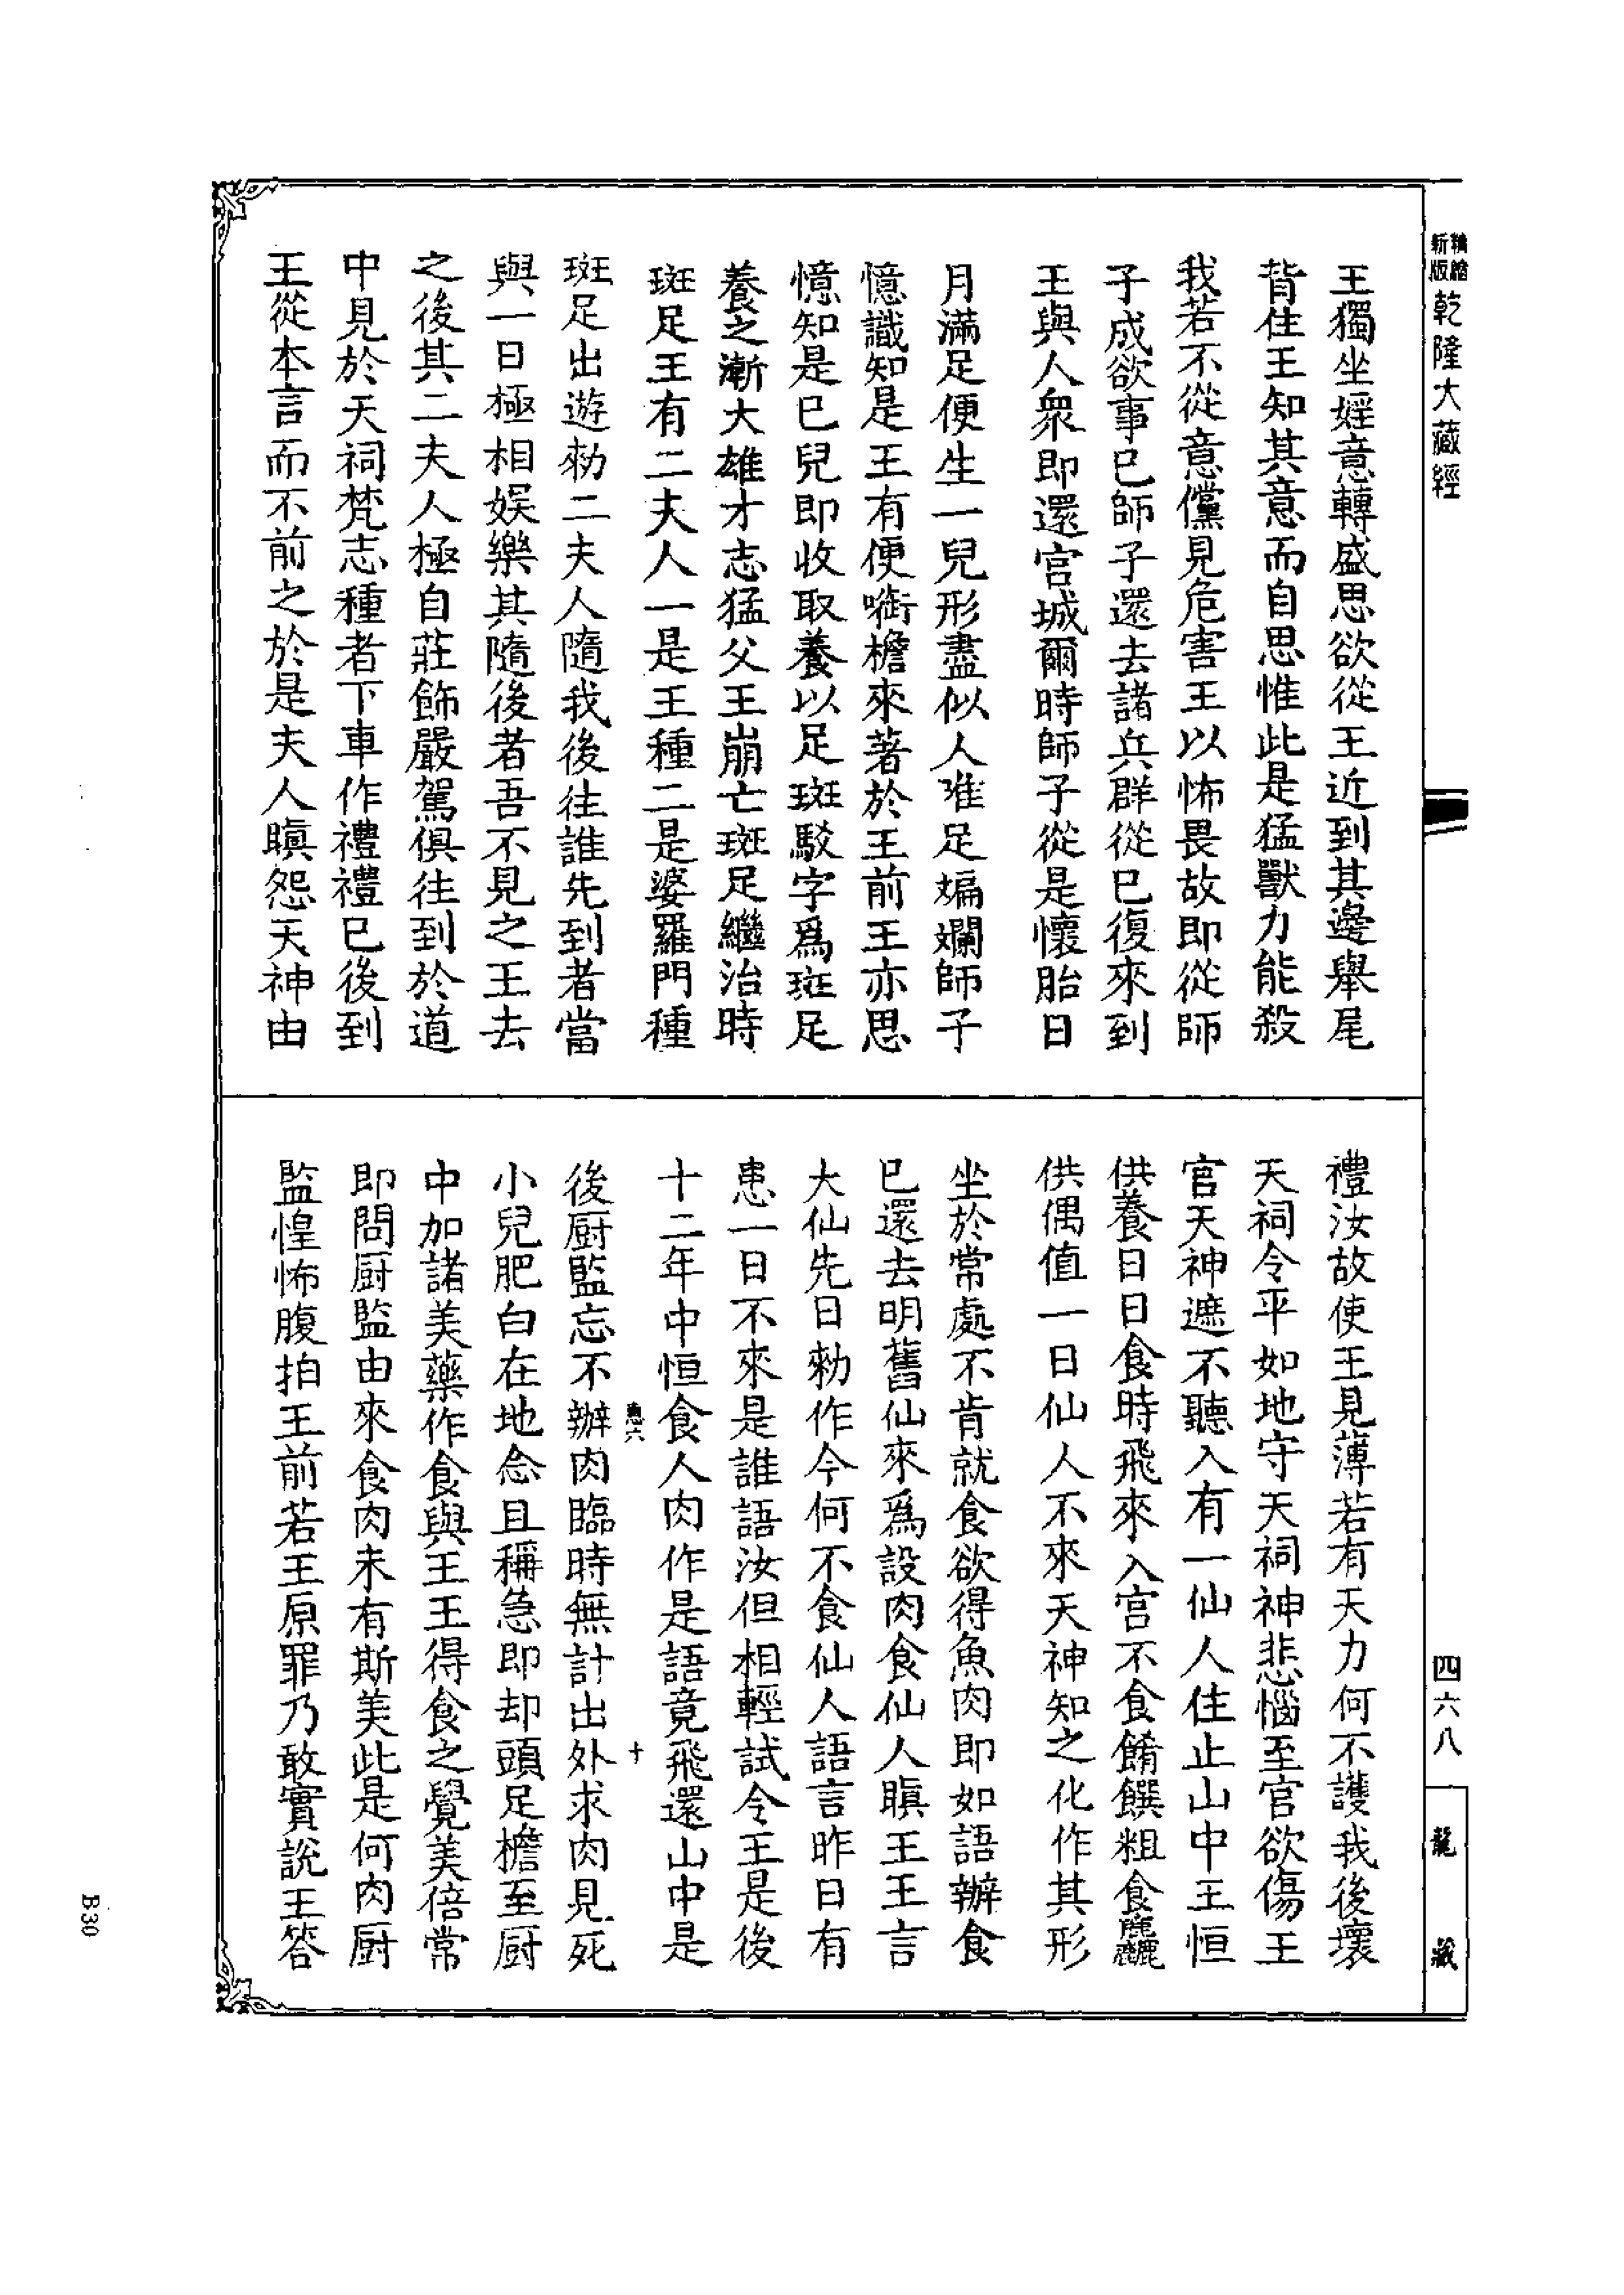 精繪
新版
乾隆大藏經
王獨坐婬意轉盛思欲從王近到其邊舉尾
背住王知其意而自思惟此是猛獸力能殺
我若不從意儻見危害王以怖畏故即從師
子成欲事已師子還去諸兵群從已復來到
王與人衆即還宫城爾時師子從是懷胎日
月滿足便生一兒形盡似人唯足斒斕師子
憶識知是王有便㘅檐來著於王前王亦思
憶知是已兒即收取養以足斑駮字爲斑足
養之漸大雄才志猛父王崩亡斑足繼治時
斑足王有二夫人一是王種二是婆羅門種
斑足出遊勑二夫人隨我後往誰先到者當
與一日極相娱樂其隨後者吾不見之王去
之後其二夫人極自莊飾嚴駕俱往到於道
中見於天祠梵志種者下車作禮禮已後到
王從本言而不前之於是夫人瞋怨天神由
禮汝故使王見薄若有天力何不護我後壞
天祠令平如地守天祠神悲惱至宫欲傷王
宫天神遮不聽入有一仙人住止山中王恒
供養日日食時飛來入宫不食餚饌粗食麤
供偶值一日仙人不來天神知之化作其形
坐於常處不肯就食欲得魚肉即如語辦食
已還去明舊仙來爲設肉食仙人瞋王王言
大仙先日勑作今何不食仙人語言昨日有
患一日不來是誰語汝但相輕試令王是後
十二年中恒食人肉作是語竟飛還山中是
後厨監忘不辦肉臨時無計出外求肉見死
小兒肥白在地念且稱急即却頭足檐至厨
中加諸美藥作食與王王得食之覺美倍常
即問厨監由來食肉未有斯美此是何肉厨
監惶怖腹拍王前若王原罪乃敢實說王答
十
四六八
龍藏
B30